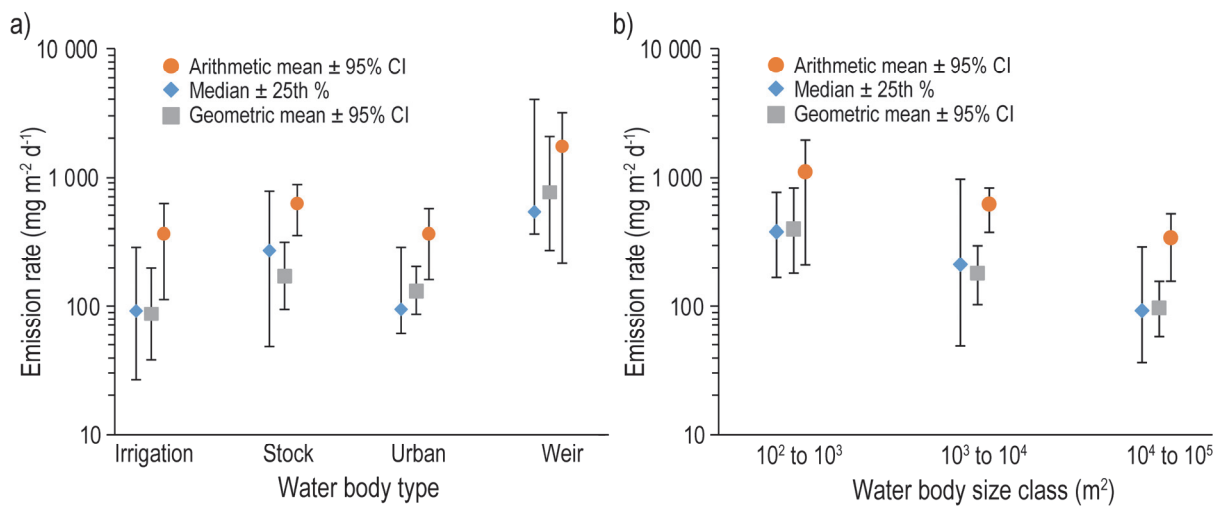 a)
10 000
1 000
100
10
Emission rate (mg m⁻² d⁻¹)
Arithmetic mean ± 95% CI
Median ± 25th %
Geometric mean ± 95% CI
Irrigation
Stock
Urban
Weir
Water body type
b)
10 000
1 000
100
10
Emission rate (mg m⁻² d⁻¹)
Arithmetic mean ± 95% CI
Median ± 25th %
Geometric mean ± 95% CI
10² to 10³
10³ to 10⁴
10⁴ to 10⁵
Water body size class (m²)